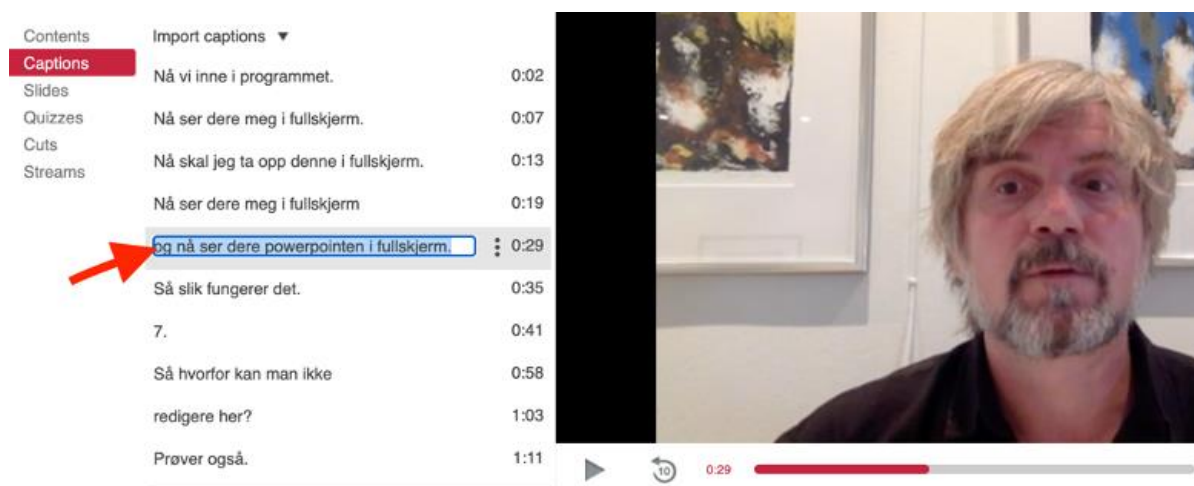 Contents
Captions
Slides
Quizzes
Cuts
Streams
Import captions ▼
Nå vi inne i programmet. 0:02
Nå ser dere meg i fullskjerm. 0:07
Nå skal jeg ta opp denne i fullskjerm. 0:13
Nå ser dere meg i fullskjerm 0:19
og nå ser dere powerpointen i fullskjerm. 0:29
Så slik fungerer det. 0:35
7. 0:41
Så hvorfor kan man ikke 0:58
redigere her? 1:03
Prøver også. 1:11
10 0:29